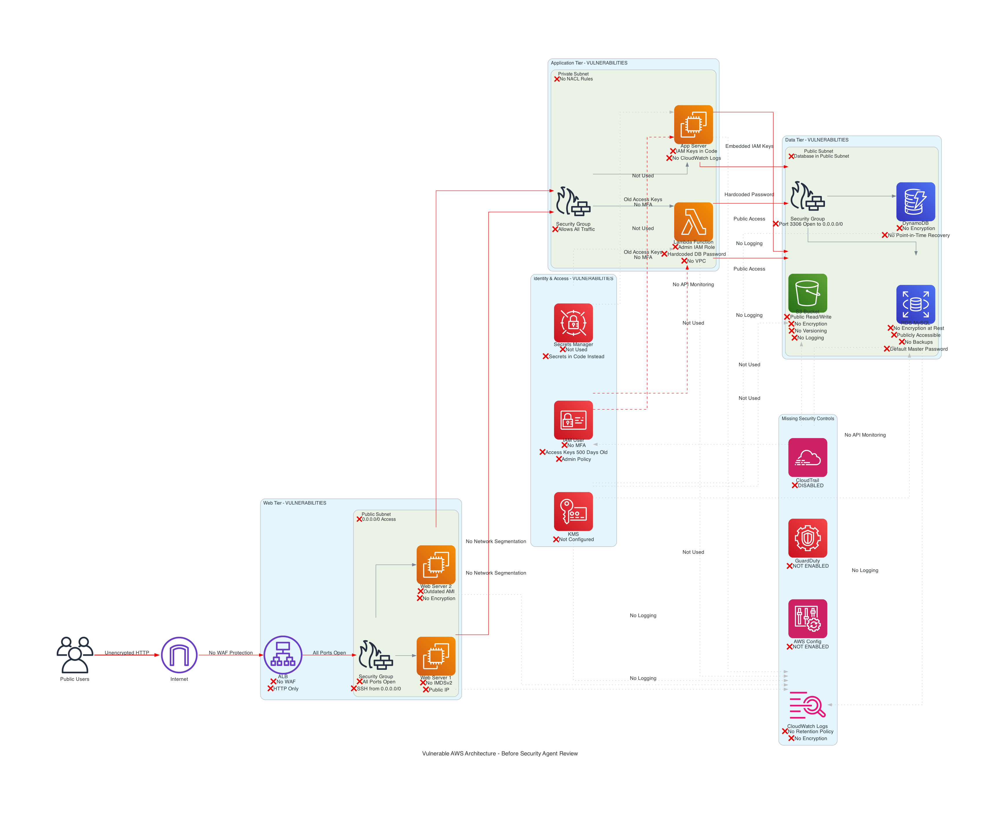 Application Tier - VULNERABILITIES
Private Subnet
❌No NACL Rules
App Server
❌IAM Keys in Code
❌No CloudWatch Logs
Security Group
❌Allows All Traffic
Lambda Function
❌Admin IAM Role
❌Hardcoded DB Password
❌No VPC
Not Used
Old Access Keys
No MFA
Not Used
Old Access Keys
No MFA
Embedded IAM Keys
Hardcoded Password
Public Access
No Logging
Public Access
No API Monitoring
No Logging
Not Used
Not Used
Not Used
Data Tier - VULNERABILITIES
Public Subnet
❌Database in Public Subnet
Security Group
❌Port 3306 Open to 0.0.0.0/0
DynamoDB
❌No Encryption
❌No Point-in-Time Recovery
S3 Bucket
❌Public Read/Write
❌No Encryption
❌No Versioning
❌No Logging
RDS MySQL
❌No Encryption at Rest
❌Publicly Accessible
❌No Backups
❌Default Master Password
Identity & Access - VULNERABILITIES
Secrets Manager
❌Not Used
❌Secrets in Code Instead
IAM User
❌No MFA
❌Access Keys 500 Days Old
❌Admin Policy
KMS
❌Not Configured
Missing Security Controls
CloudTrail
❌DISABLED
GuardDuty
❌NOT ENABLED
AWS Config
❌NOT ENABLED
CloudWatch Logs
❌No Retention Policy
❌No Encryption
No API Monitoring
No Logging
Not Used
No Logging
No Logging
No Network Segmentation
No Network Segmentation
Web Tier - VULNERABILITIES
Public Subnet
❌0.0.0.0/0 Access
Web Server 2
❌Outdated AMI
❌No Encryption
Web Server 1
❌No IMDSv2
❌Public IP
Security Group
❌All Ports Open
❌SSH from 0.0.0.0/0
ALB
❌No WAF
❌HTTP Only
All Ports Open
No WAF Protection
Unencrypted HTTP
Public Users
Internet
Vulnerable AWS Architecture - Before Security Agent Review